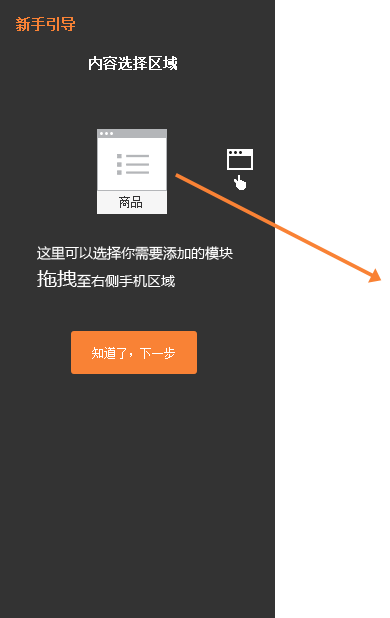 新手引导
内容选择区域
商品
这里可以选择你需要添加的模块
拖拽至右侧手机区域
知道了，下一步